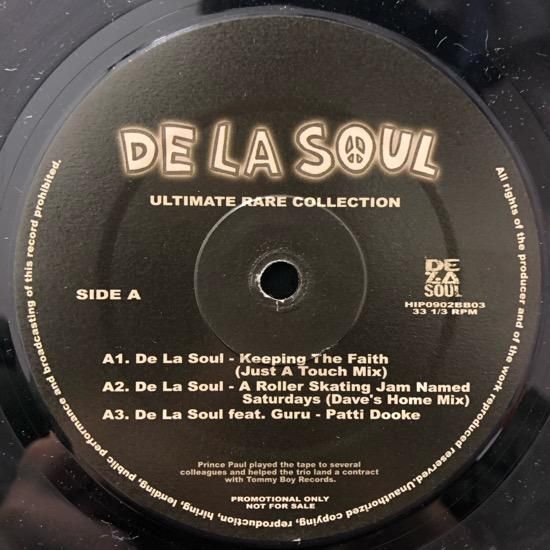 DE LA SOUL
ULTIMATE RARE COLLECTION
SIDE A
DE
LA
SOUL
HIP0902BB03
33 1/3 RPM
A1. De La Soul - Keeping The Faith
(Just A Touch Mix)
A2. De La Soul - A Roller Skating Jam Named
Saturdays (Dave's Home Mix)
A3. De La Soul feat. Guru - Patti Dooke
Prince Paul played the tape to several
colleagues and helped the trio land a contract
with Tommy Boy Records.
PROMOTIONAL ONLY
NOT FOR SALE
All rights of the producer and of the work reproduced reserved.Unauthorized copying, reproduction, hiring, lending, public performance and broadcasting of this record prohibited.